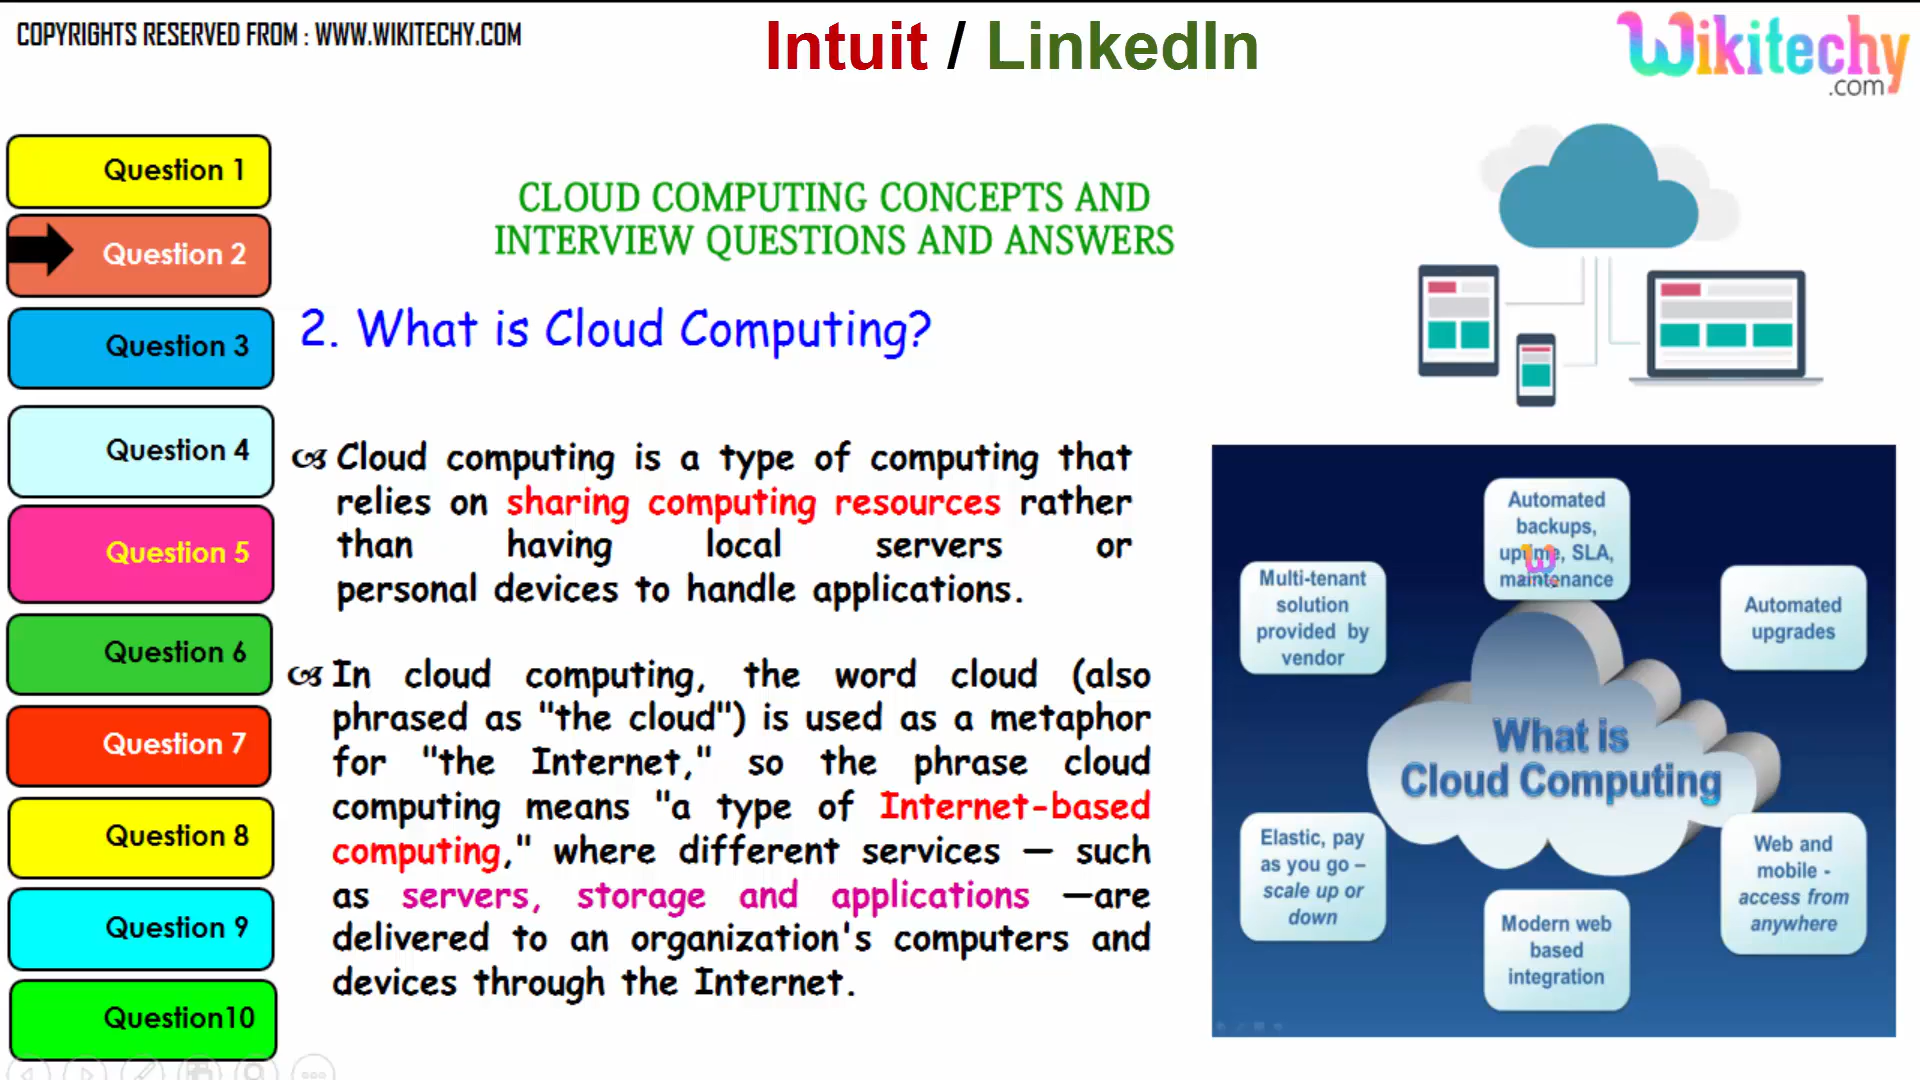 COPYRIGHTS RESERVED FROM : WWW.WIKITECHY.COM
Intuit / LinkedIn
Wikitechy
.com
Question 1
Question 2
Question 3
Question 4
Question 5
Question 6
Question 7
Question 8
Question 9
Question10
CLOUD COMPUTING CONCEPTS AND
INTERVIEW QUESTIONS AND ANSWERS
2. What is Cloud Computing?
Cloud computing is a type of computing that
relies on sharing computing resources rather
than having local servers or
personal devices to handle applications.
In cloud computing, the word cloud (also
phrased as "the cloud") is used as a metaphor
for "the Internet," so the phrase cloud
computing means "a type of Internet-based
computing," where different services — such
as servers, storage and applications —are
delivered to an organization's computers and
devices through the Internet.
Automated
backups,
uptime, SLA,
maintenance
Multi-tenant
solution
provided by
vendor
Automated
upgrades
What is
Cloud Computing
Elastic, pay
as you go –
scale up or
down
Modern web
based
integration
Web and
mobile -
access from
anywhere